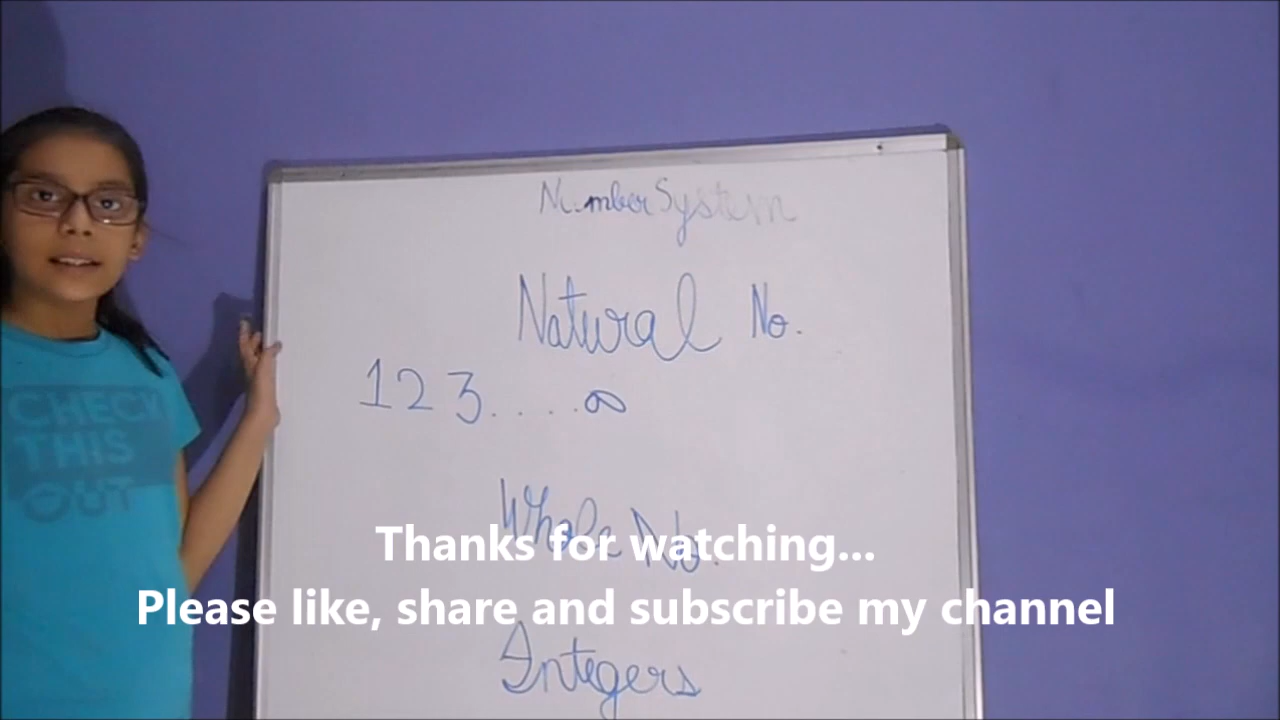 Number System
Natural No.
1 2 3.....∞
Whole No.
Integers
CHECK
THIS
OUT
Thanks for watching...
Please like, share and subscribe my channel